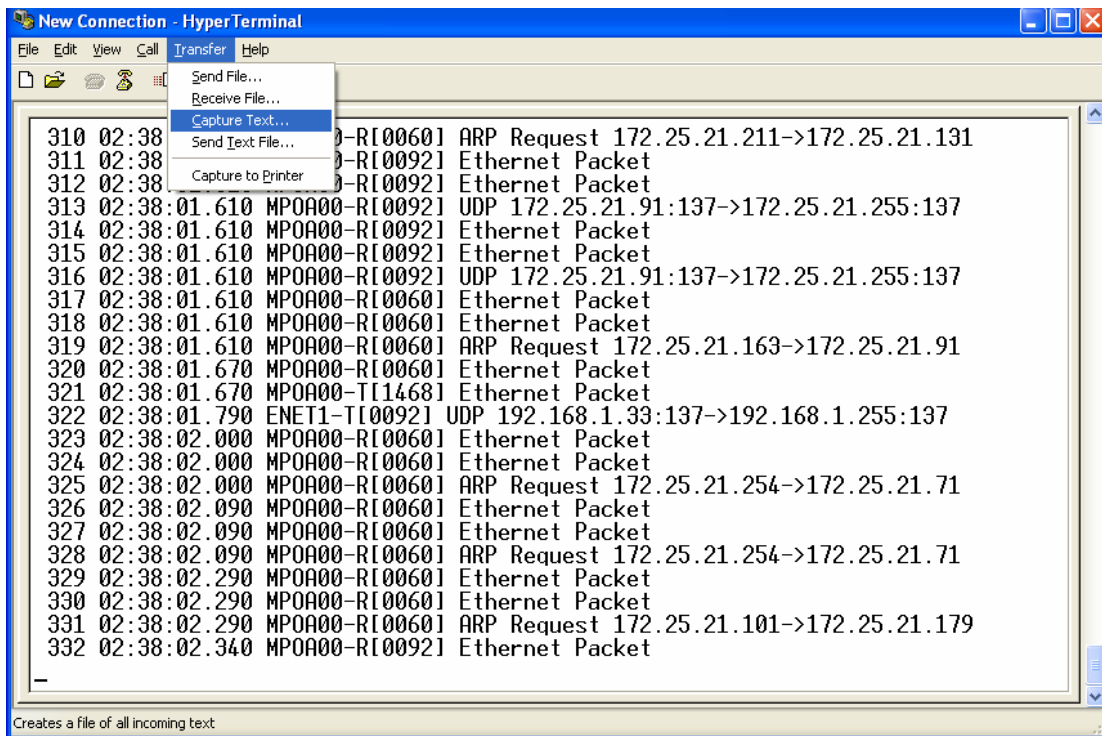 New Connection - HyperTerminal
File Edit View Call Transfer Help
Send File...
Receive File...
Capture Text...
Send Text File...
Capture to Printer
310 02:38 -R[0060] ARP Request 172.25.21.211->172.25.21.131
311 02:38 -R[0092] Ethernet Packet
312 02:38 -R[0092] Ethernet Packet
313 02:38:01.610 MPOA00-R[0092] UDP 172.25.21.91:137->172.25.21.255:137
314 02:38:01.610 MPOA00-R[0092] Ethernet Packet
315 02:38:01.610 MPOA00-R[0092] Ethernet Packet
316 02:38:01.610 MPOA00-R[0092] UDP 172.25.21.91:137->172.25.21.255:137
317 02:38:01.610 MPOA00-R[0060] Ethernet Packet
318 02:38:01.610 MPOA00-R[0060] Ethernet Packet
319 02:38:01.610 MPOA00-R[0060] ARP Request 172.25.21.163->172.25.21.91
320 02:38:01.670 MPOA00-R[0060] Ethernet Packet
321 02:38:01.670 MPOA00-T[1468] Ethernet Packet
322 02:38:01.790 ENET1-T[0092] UDP 192.168.1.33:137->192.168.1.255:137
323 02:38:02.000 MPOA00-R[0060] Ethernet Packet
324 02:38:02.000 MPOA00-R[0060] Ethernet Packet
325 02:38:02.000 MPOA00-R[0060] ARP Request 172.25.21.254->172.25.21.71
326 02:38:02.090 MPOA00-R[0060] Ethernet Packet
327 02:38:02.090 MPOA00-R[0060] Ethernet Packet
328 02:38:02.090 MPOA00-R[0060] ARP Request 172.25.21.254->172.25.21.71
329 02:38:02.290 MPOA00-R[0060] Ethernet Packet
330 02:38:02.290 MPOA00-R[0060] Ethernet Packet
331 02:38:02.290 MPOA00-R[0060] ARP Request 172.25.21.101->172.25.21.179
332 02:38:02.340 MPOA00-R[0092] Ethernet Packet
Creates a file of all incoming text